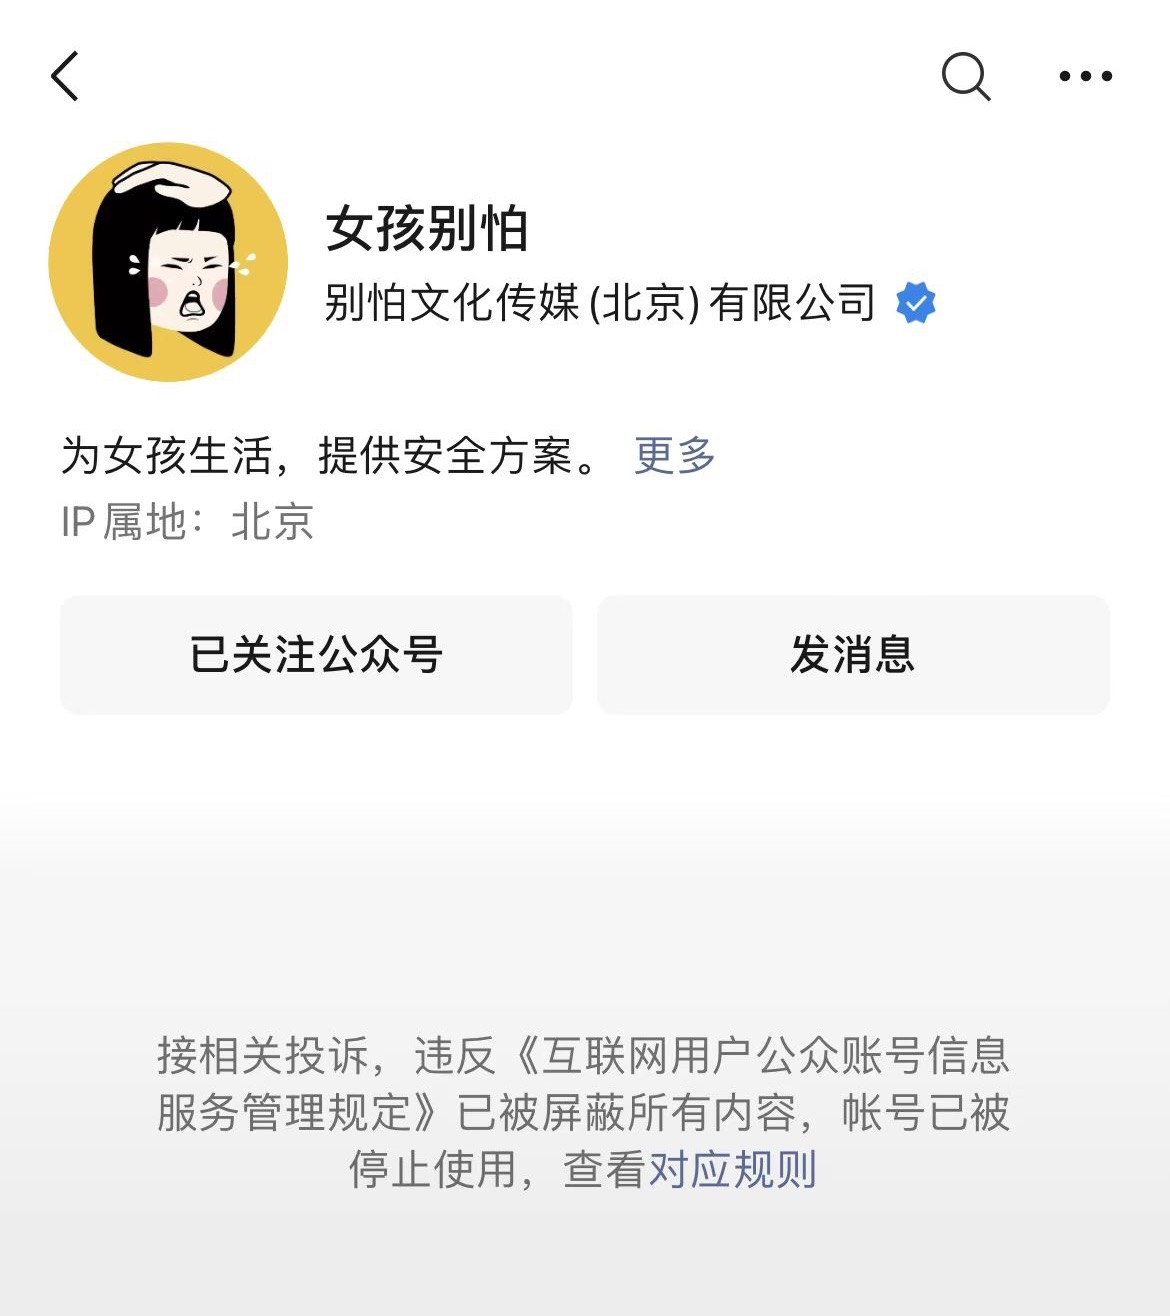 女孩别怕
别怕文化传媒(北京)有限公司
为女孩生活，提供安全方案。 更多
IP属地：北京
已关注公众号
发消息
接相关投诉，违反《互联网用户公众账号信息
服务管理规定》已被屏蔽所有内容，帐号已被
停止使用，查看对应规则